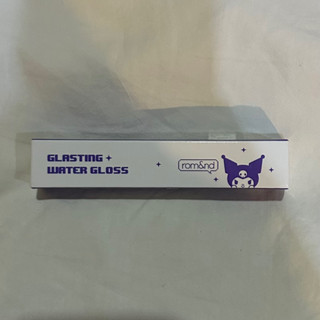 GLASTING +
WATER GLOSS
rom&nd